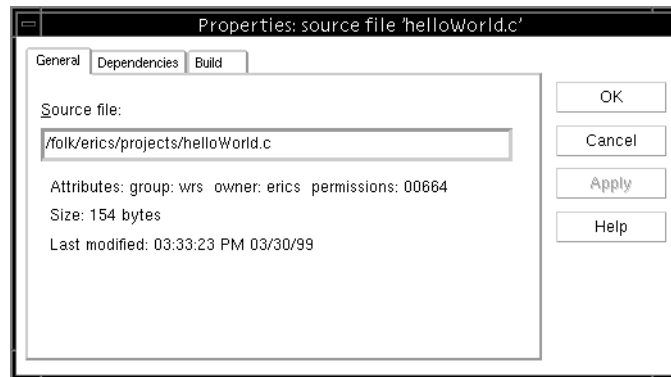 Properties: source file 'helloWorld.c'
General Dependencies Build
Source file:
/folk/erics/projects/helloWorld.c
Attributes: group: wrs owner: erics permissions: 00664
Size: 154 bytes
Last modified: 03:33:23 PM 03/30/99
OK
Cancel
Apply
Help